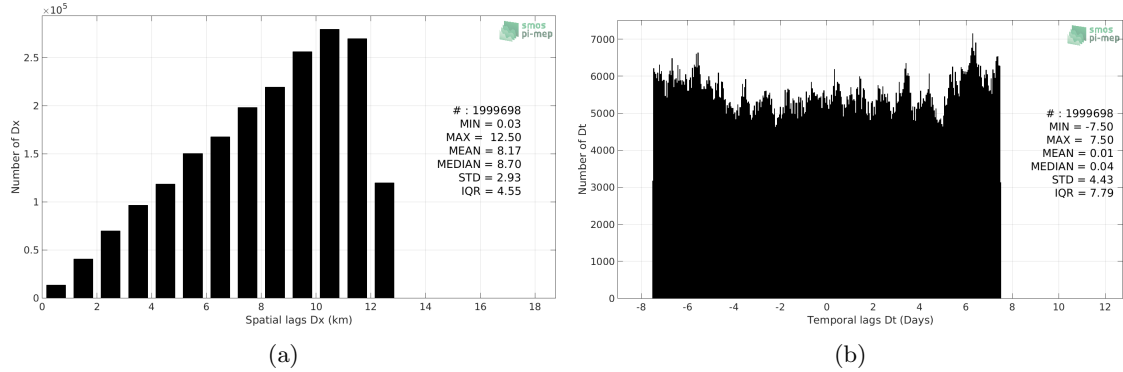 ×10⁵
2.5
2
1.5
1
0.5
0
Number of Dx
0 2 4 6 8 10 12 14 16 18
Spatial lags Dx (km)
smos
pi-mep
# : 1999698
MIN = 0.03
MAX = 12.50
MEAN = 8.17
MEDIAN = 8.70
STD = 2.93
IQR = 4.55
(a)
7000
6000
5000
4000
3000
2000
1000
0
Number of Dt
-8 -6 -4 -2 0 2 4 6 8 10 12
Temporal lags Dt (Days)
smos
pi-mep
# : 1999698
MIN = -7.50
MAX = 7.50
MEAN = 0.01
MEDIAN = 0.04
STD = 4.43
IQR = 7.79
(b)